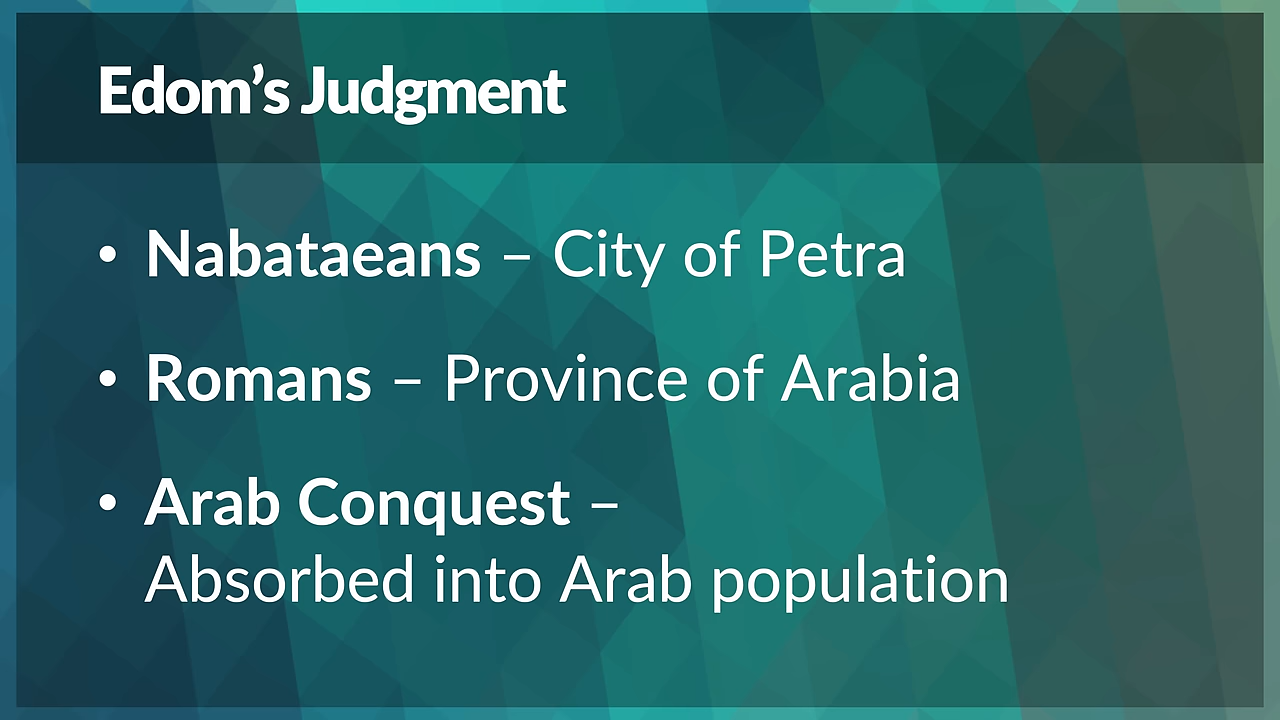 Edom’s Judgment
• Nabataeans – City of Petra
• Romans – Province of Arabia
• Arab Conquest –
Absorbed into Arab population